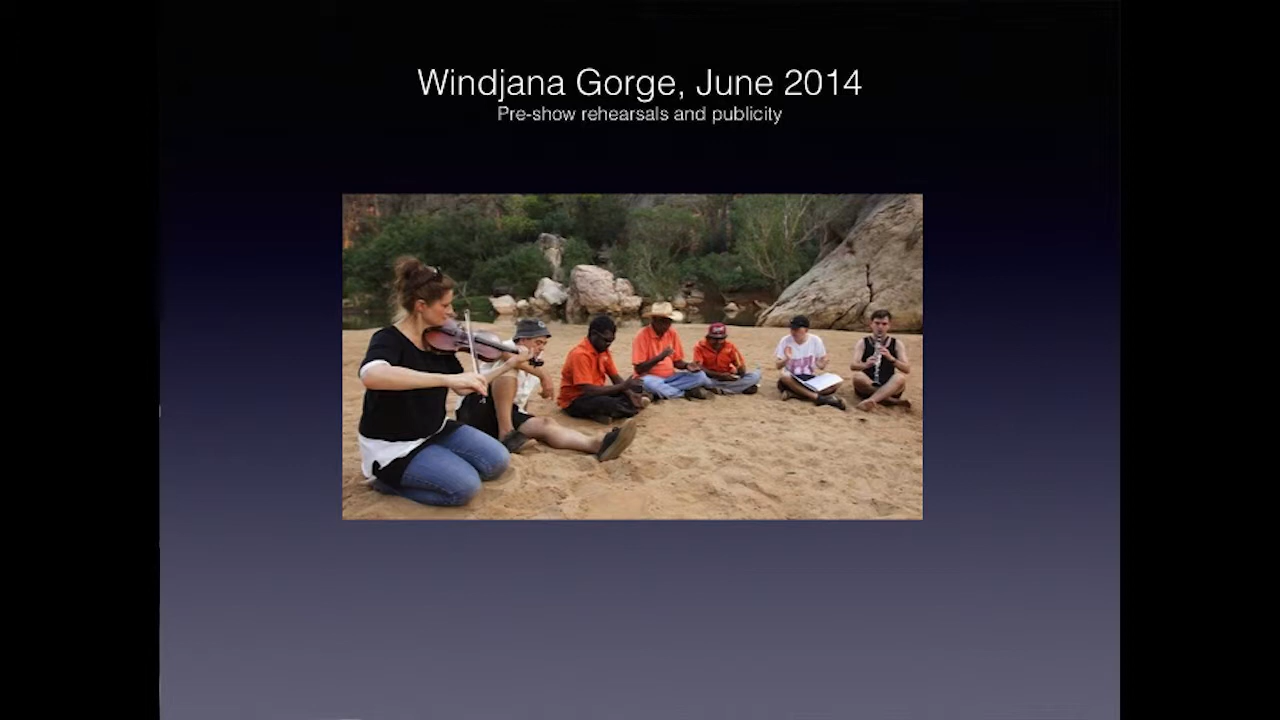 Windjana Gorge, June 2014
Pre-show rehearsals and publicity